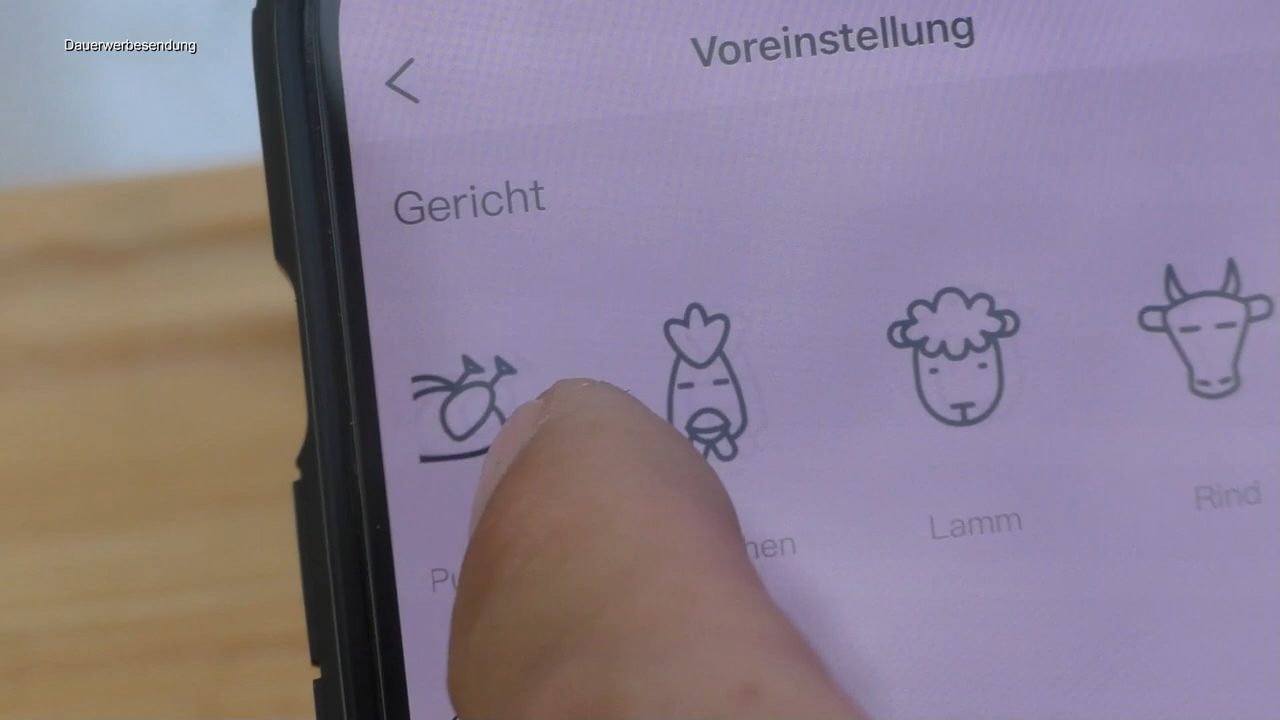 Dauerwerbesendung
Voreinstellung
Gericht
Lamm
Rind